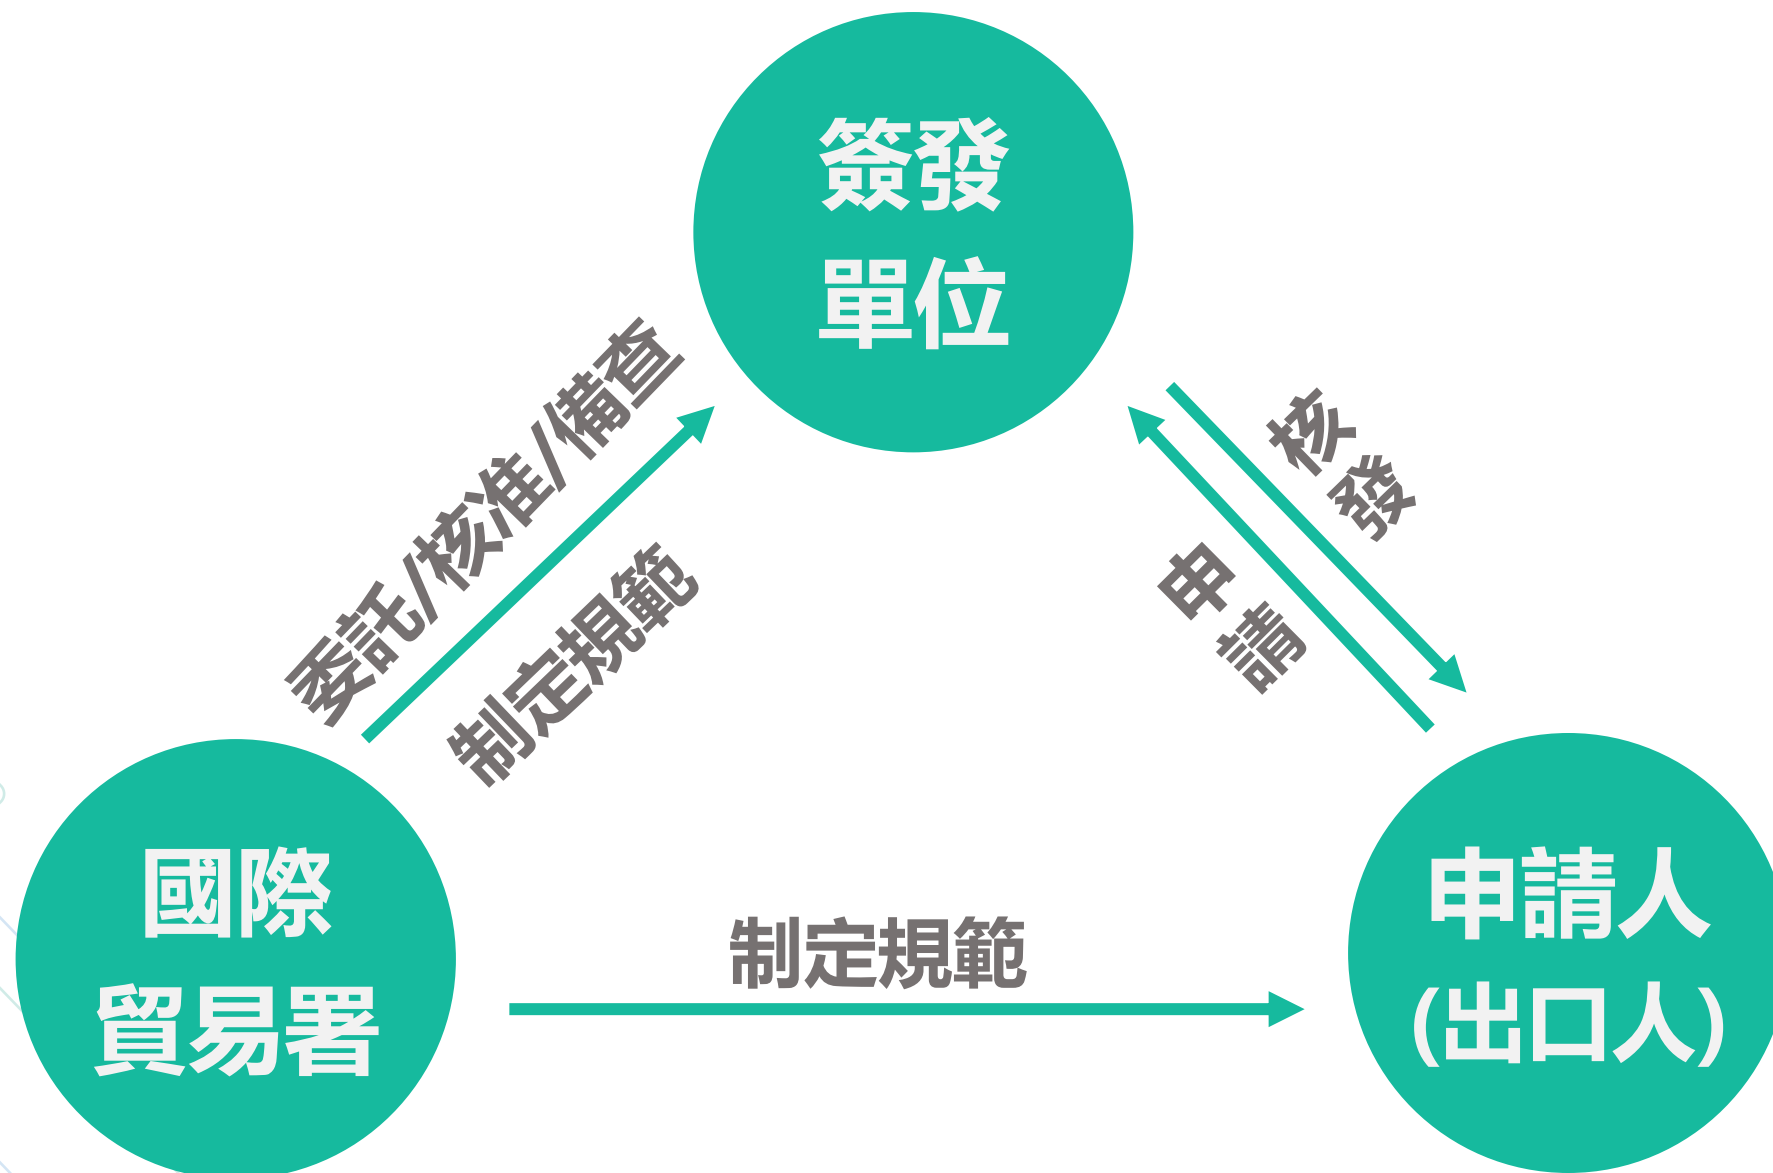 簽發
單位
委託/核准/備查
制定規範
核發
申請
國際
貿易署
制定規範
申請人
(出口人)